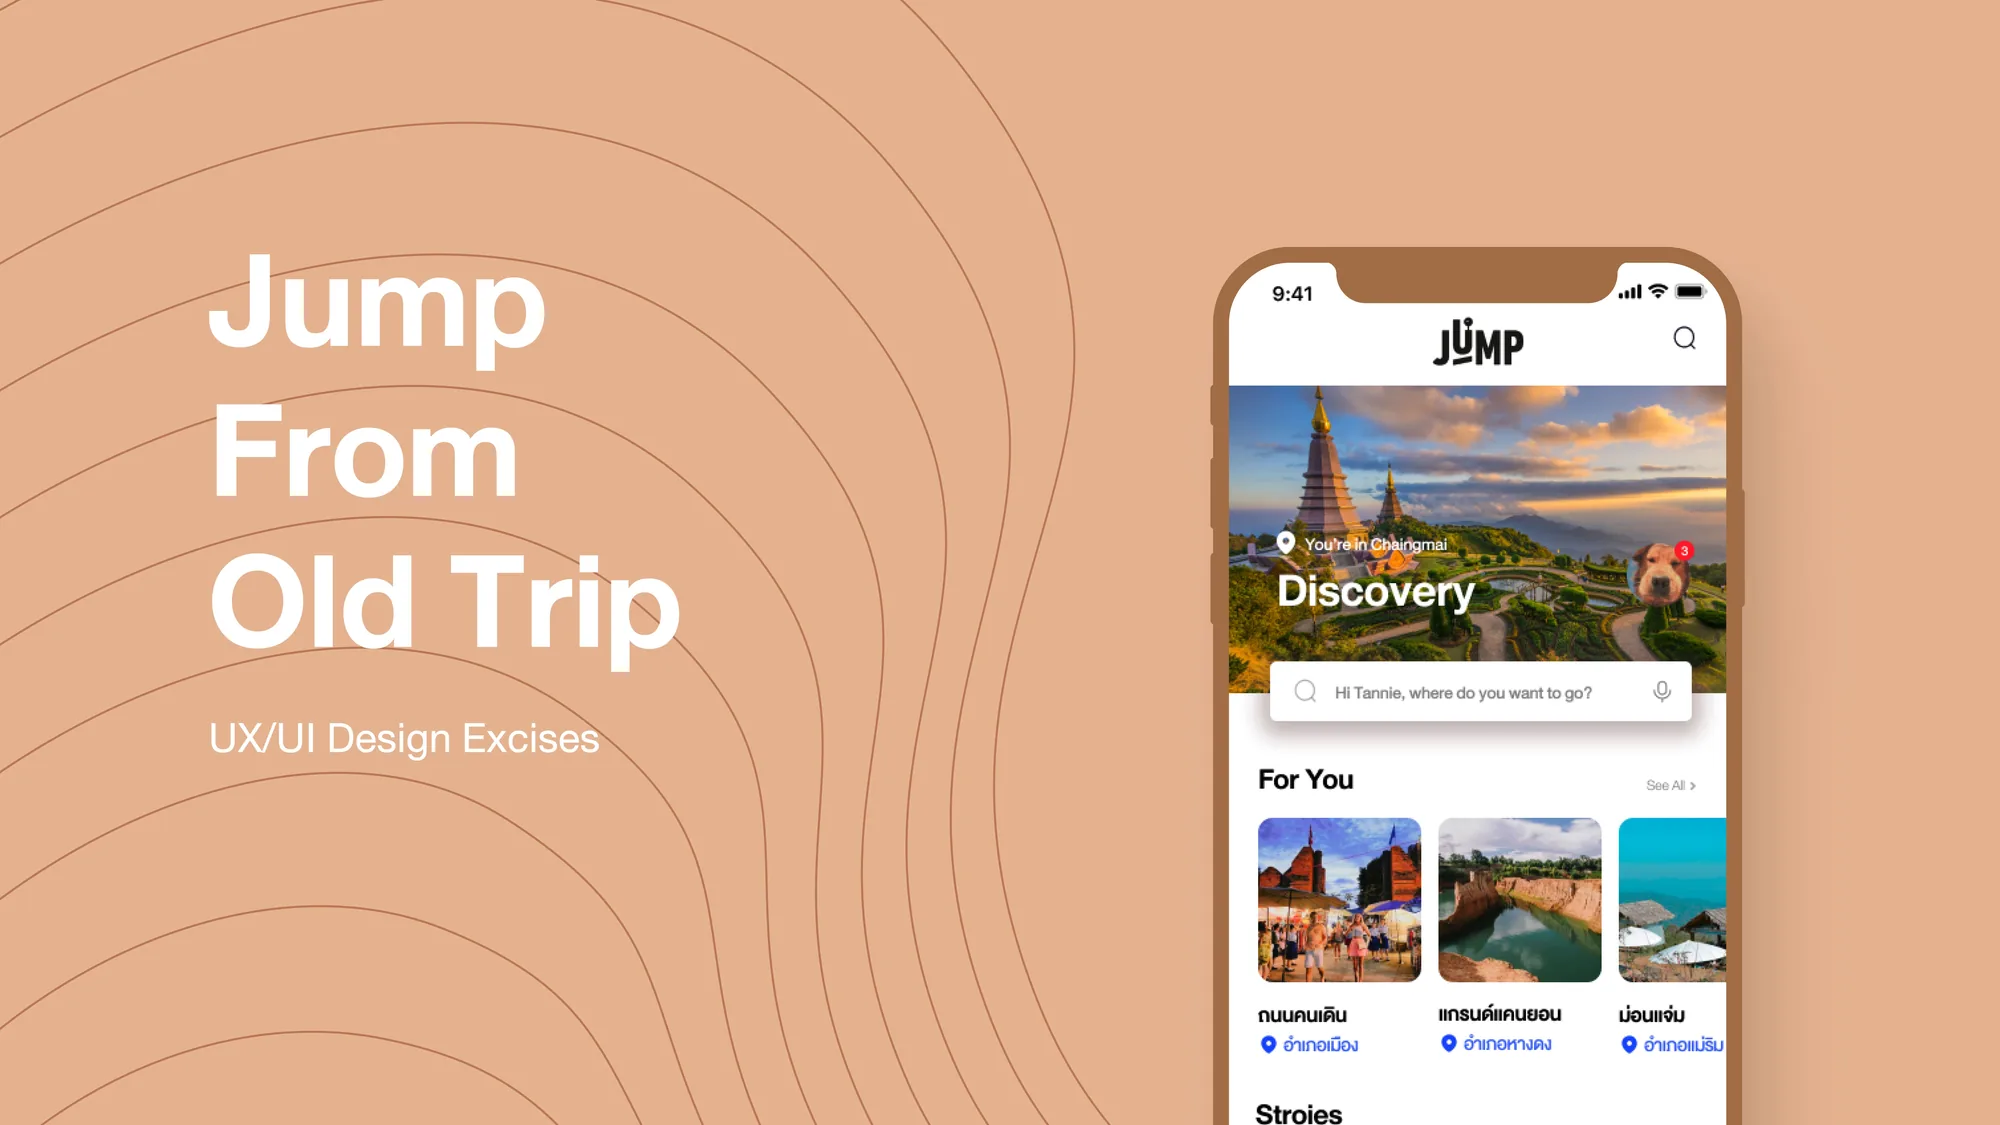 Jump
From
Old Trip
UX/UI Design Excises
9:41
JUMP
You're in Chaingmai
3
Discovery
Hi Tannie, where do you want to go?
For You
See All >
ถนนคนเดิน
แกรนด์แคนยอน
ม่อนแจ่ม
อำเภอเมือง
อำเภอหางดง
อำเภอแม่ริม
Stroies